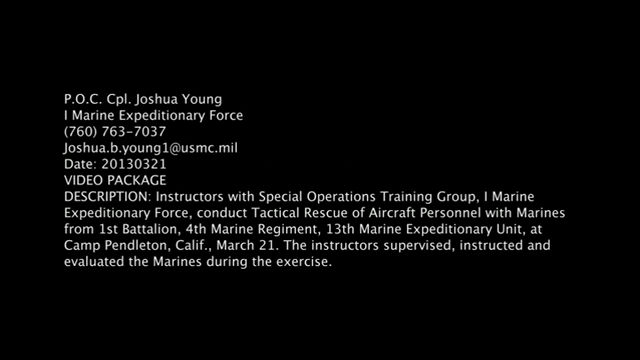 P.O.C. Cpl. Joshua Young
I Marine Expeditionary Force
(760) 763-7037
Joshua.b.young1@usmc.mil
Date: 20130321
VIDEO PACKAGE
DESCRIPTION: Instructors with Special Operations Training Group, I Marine
Expeditionary Force, conduct Tactical Rescue of Aircraft Personnel with Marines
from 1st Battalion, 4th Marine Regiment, 13th Marine Expeditionary Unit, at
Camp Pendleton, Calif., March 21. The instructors supervised, instructed and
evaluated the Marines during the exercise.